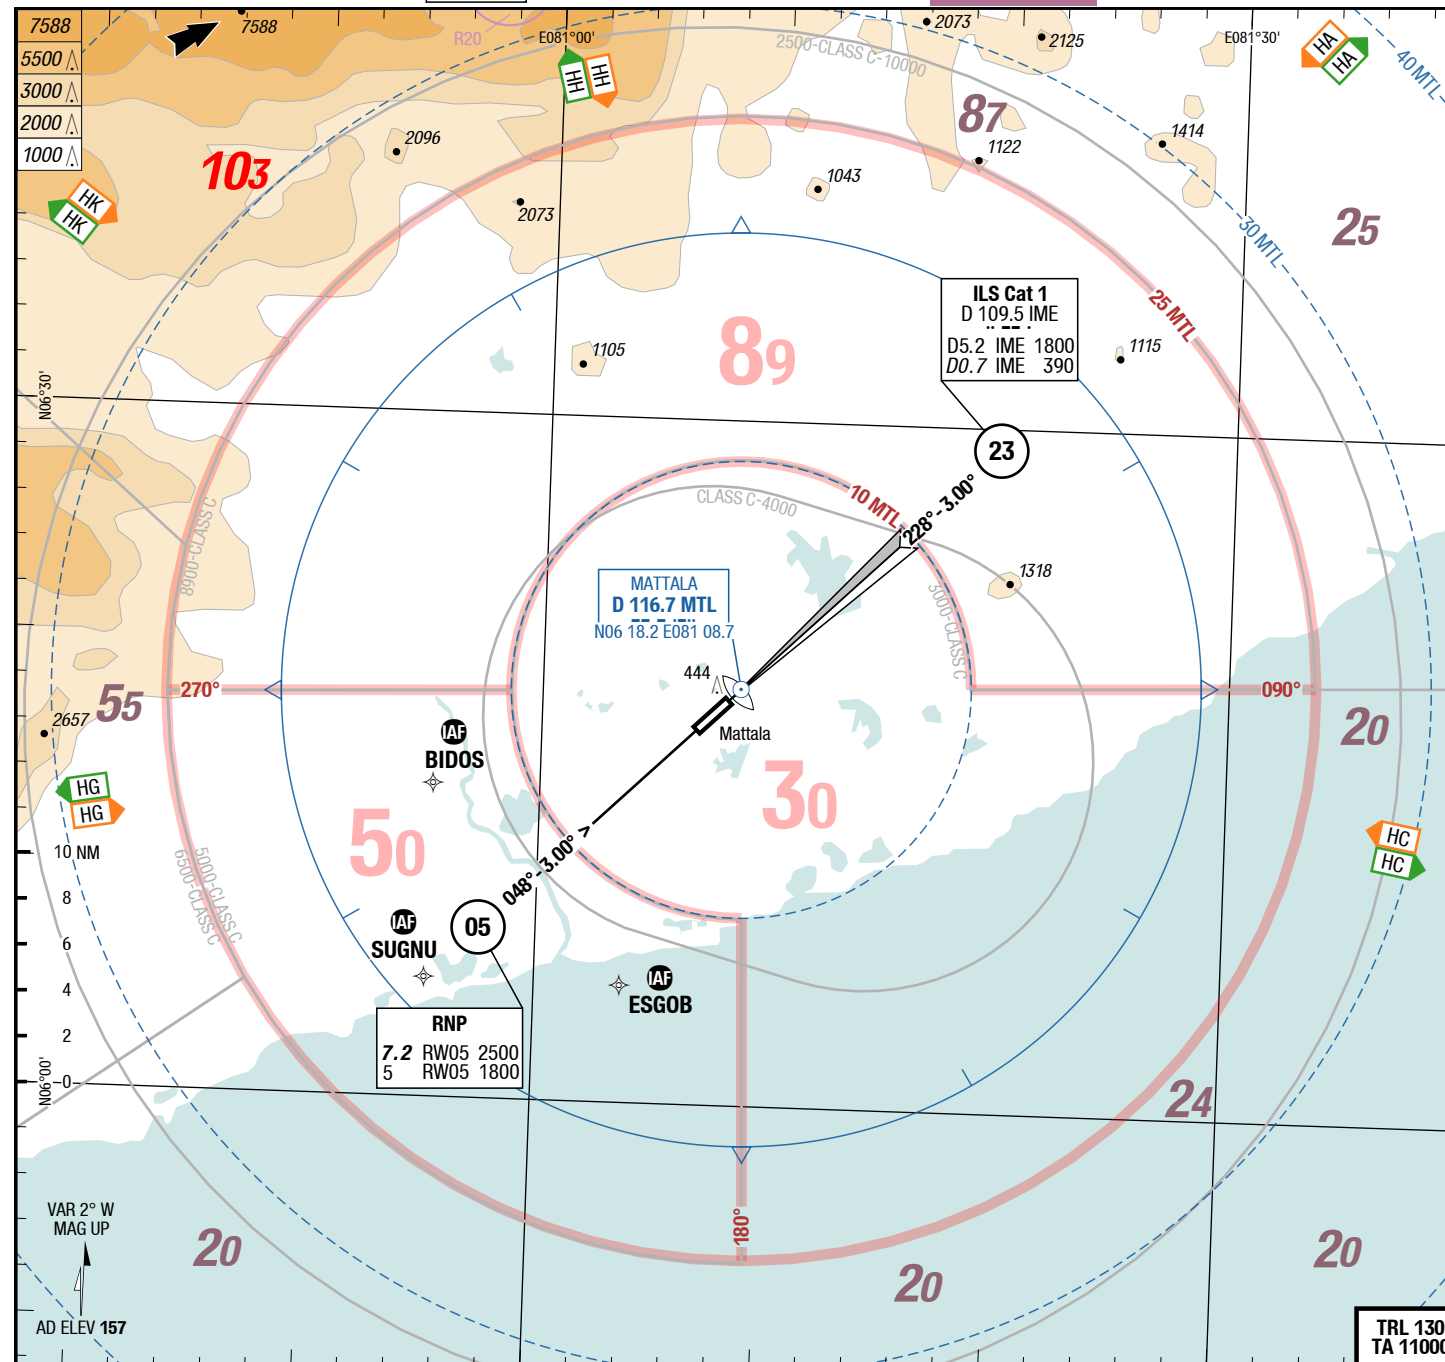 7588
5500
3000
2000
1000
7588
R20
E081°00'
2073
2125
E081°30'
2500-CLASS C-10000
HH
HH
HA
HA
40 MTL
2096
103
87
1122
1414
1043
2073
HK
HK
25
30 MTL
ILS Cat 1
D 109.5 IME
D5.2 IME 1800
D0.7 IME 390
25 MTL
1105
89
1115
N06°30'
23
10 MTL
228°-3.00°
CLASS C-4000
8900-CLASS C
MATTALA
D 116.7 MTL
N06 18.2 E081 08.7
1318
3000-CLASS C
444
270°
090°
55
2657
Mattala
20
IAF
BIDOS
HG
HG
30
50
HC
HC
10 NM
8
6
4
2
0
5000-CLASS C
6500-CLASS C
048°-3.00° >
05
IAF
SUGNU
IAF
ESGOB
RNP
7.2 RW05 2500
5 RW05 1800
N06°00'
24
180°
VAR 2° W
MAG UP
20
20
20
AD ELEV 157
TRL 130
TA 11000